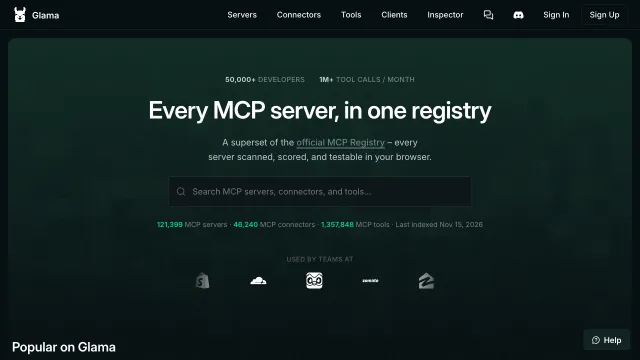 Glama
Servers
Connectors
Tools
Clients
Inspector
Sign In
Sign Up
50,000+ DEVELOPERS
1M+ TOOL CALLS / MONTH
Every MCP server, in one registry
A superset of the official MCP Registry – every
server scanned, scored, and testable in your browser.
Search MCP servers, connectors, and tools...
121,399 MCP servers · 46,240 MCP connectors · 1,357,848 MCP tools · Last indexed Nov 15, 2026
USED BY TEAMS AT
zomato
Popular on Glama
Help